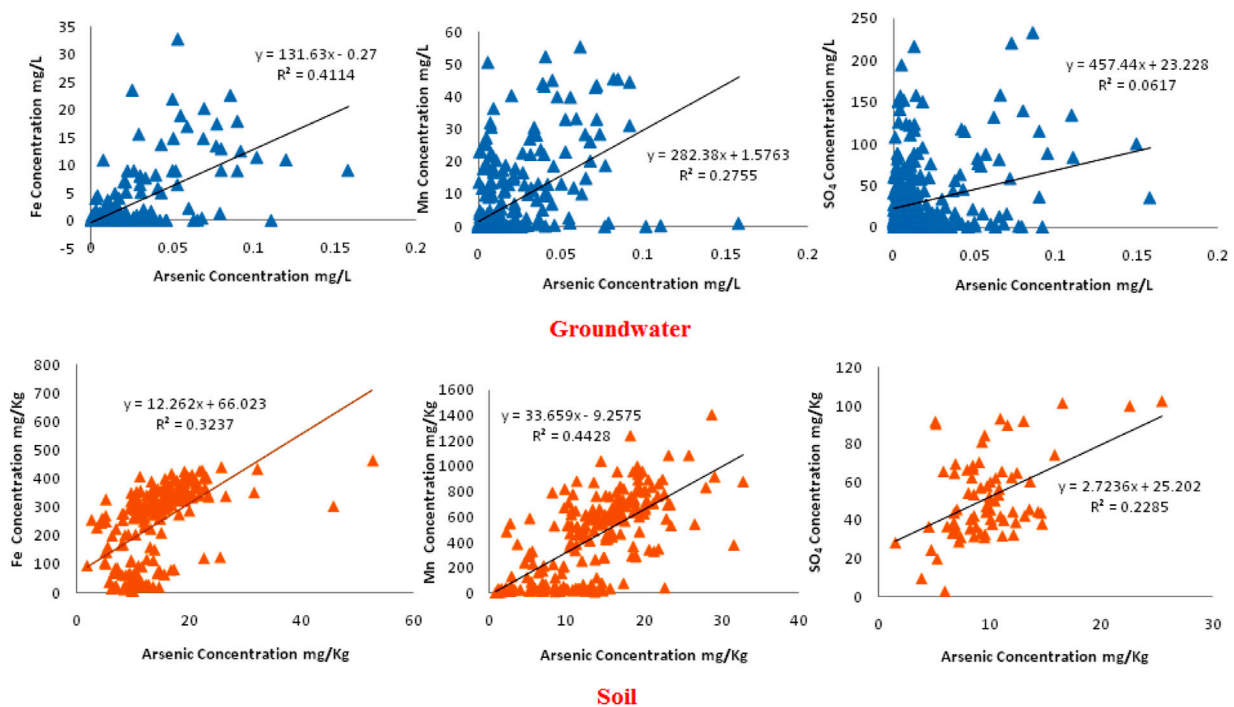 Fe Concentration mg/L
35
30
25
20
15
10
5
0
-5
y = 131.63x - 0.27
R² = 0.4114
0 0.05 0.1 0.15 0.2
Arsenic Concentration mg/L
Mn Concentration mg/L
60
50
40
30
20
10
0
y = 282.38x + 1.5763
R² = 0.2755
0 0.05 0.1 0.15 0.2
Arsenic Concentration mg/L
SO₄ Concentration mg/L
250
200
150
100
50
0
y = 457.44x + 23.228
R² = 0.0617
0 0.05 0.1 0.15 0.2
Arsenic Concentration mg/L
Groundwater
Fe Concentration mg/Kg
800
700
600
500
400
300
200
100
0
y = 12.262x + 66.023
R² = 0.3237
0 20 40 60
Arsenic Concentration mg/Kg
Mn Concentration mg/Kg
1600
1400
1200
1000
800
600
400
200
0
y = 33.659x - 9.2575
R² = 0.4428
0 10 20 30 40
Arsenic Concentration mg/Kg
SO₄ Concentration mg/Kg
120
100
80
60
40
20
0
y = 2.7236x + 25.202
R² = 0.2285
0 10 20 30
Arsenic Concentration mg/Kg
Soil